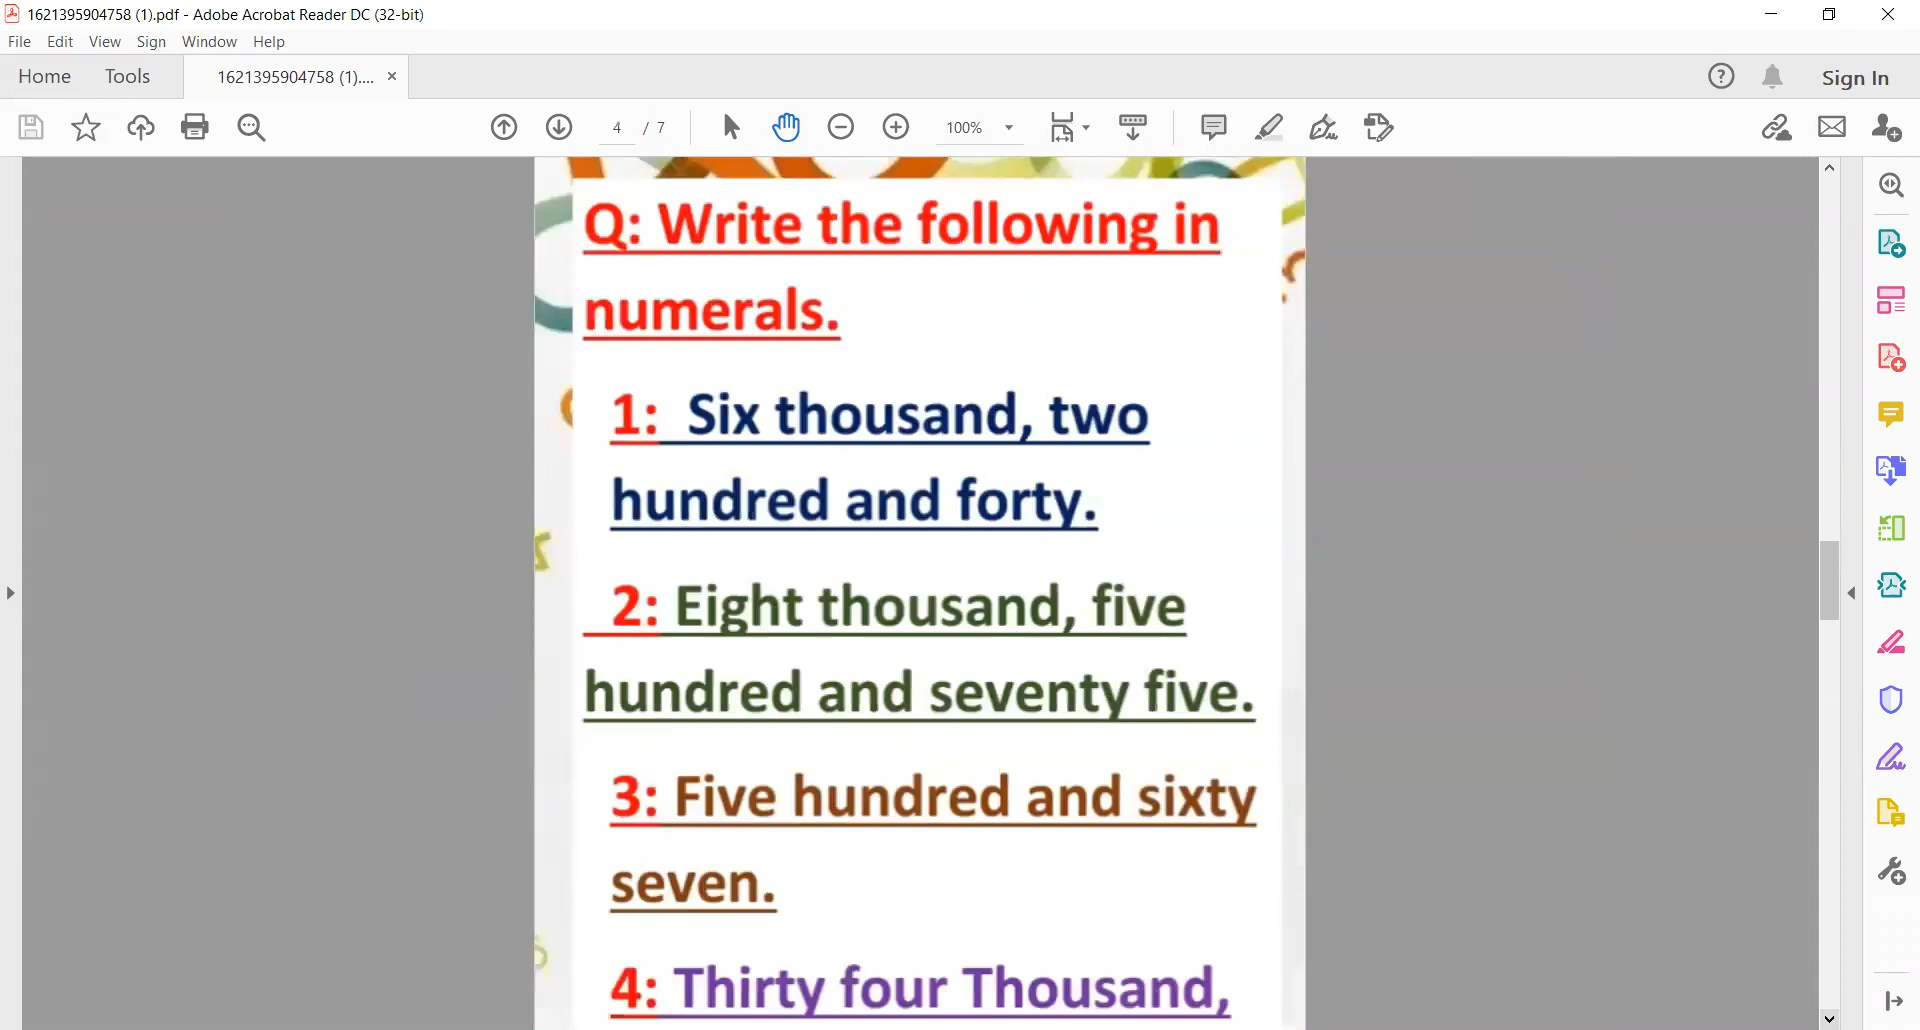 1621395904758 (1).pdf - Adobe Acrobat Reader DC (32-bit)
File Edit View Sign Window Help
Home Tools 1621395904758 (1).... × Sign In
4 / 7 100%
Q: Write the following in
numerals.
1: Six thousand, two
hundred and forty.
2: Eight thousand, five
hundred and seventy five.
3: Five hundred and sixty
seven.
4: Thirty four Thousand,